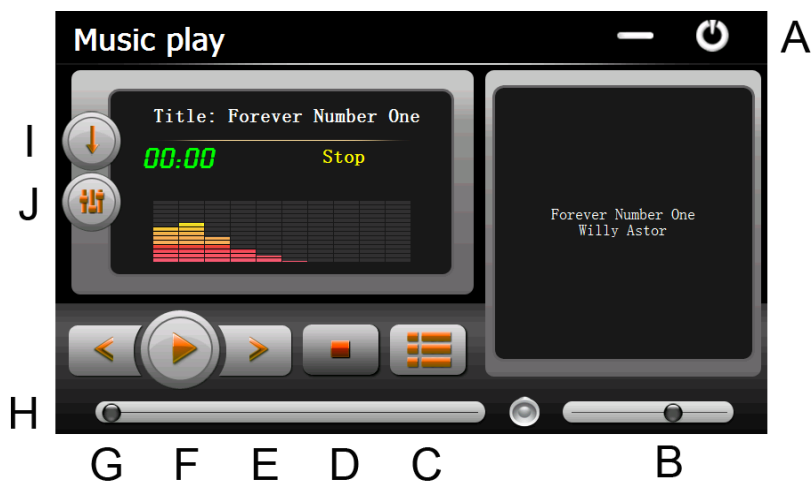 Music play
A
Title: Forever Number One
I
00:00 Stop
J
Forever Number One
Willy Astor
H
G F E D C B